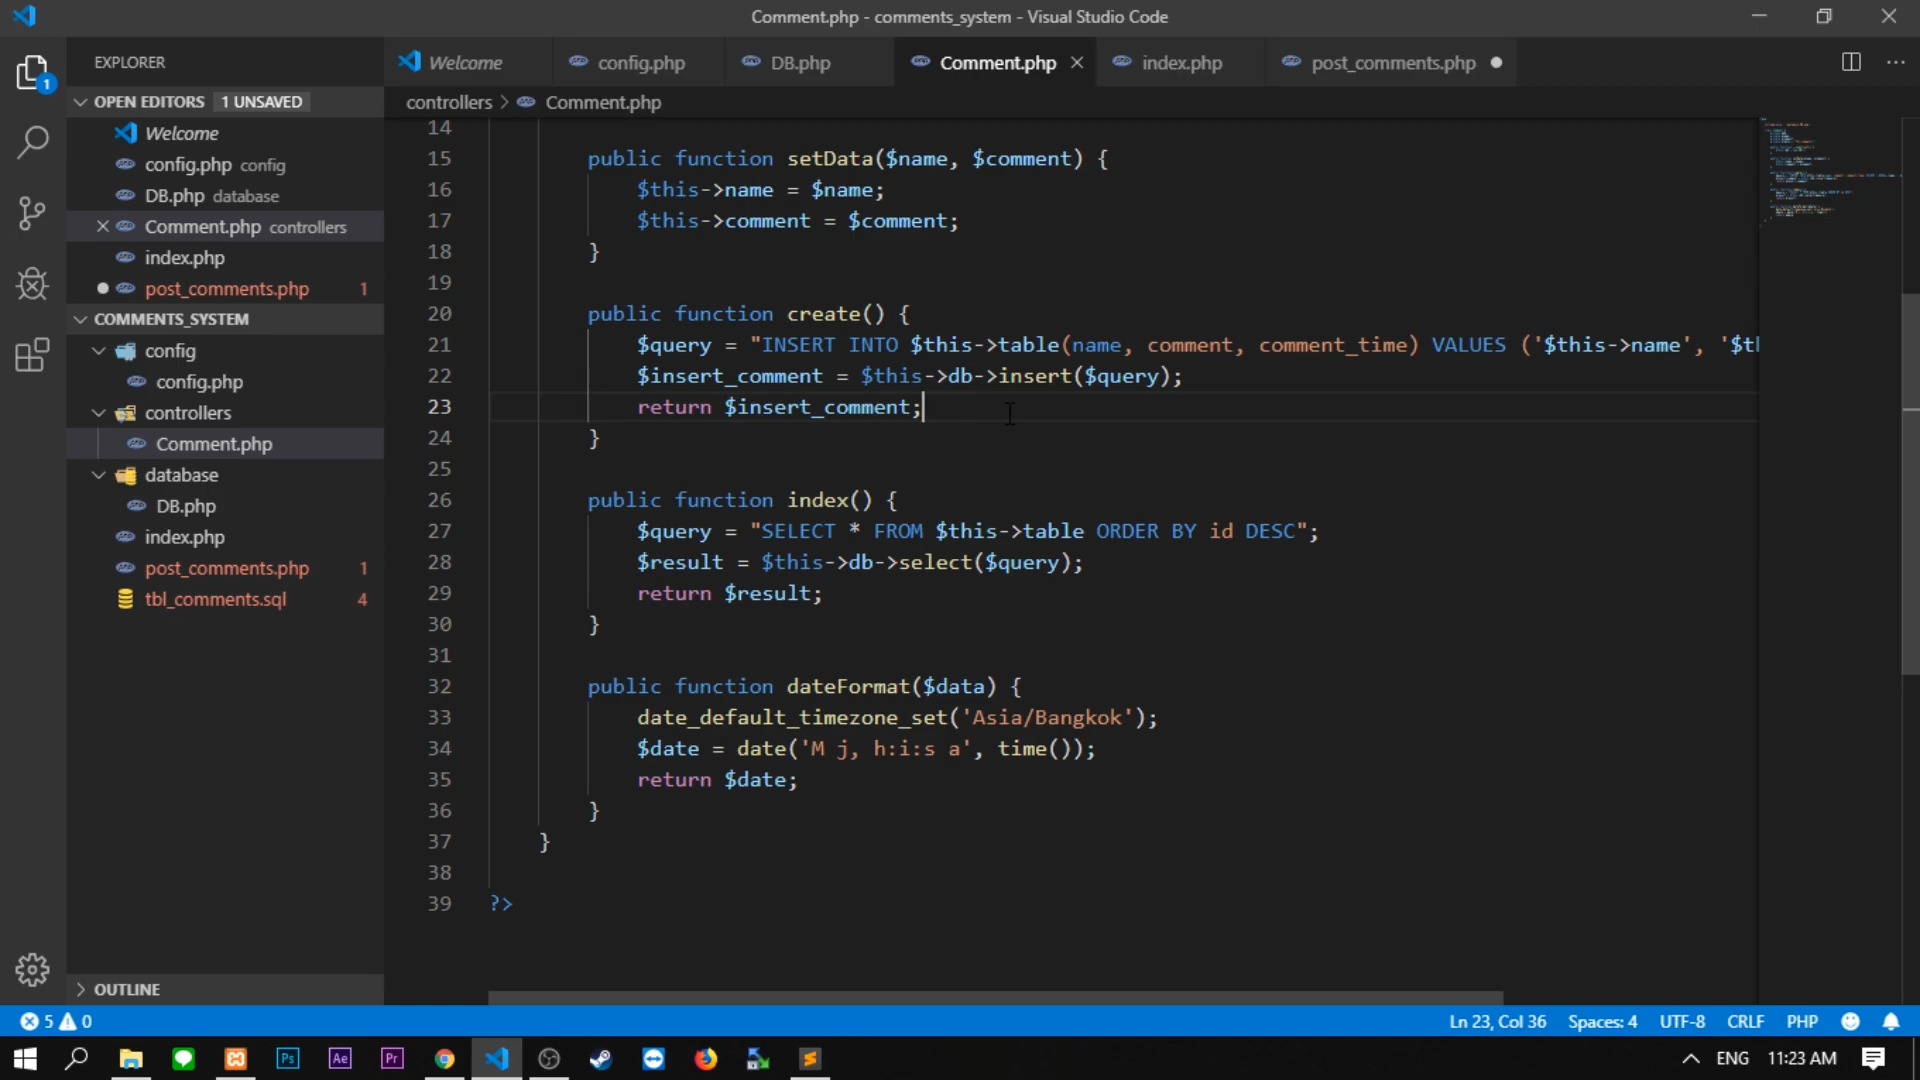 Comment.php - comments_system - Visual Studio Code
EXPLORER
OPEN EDITORS 1 UNSAVED
Welcome
config.php config
DB.php database
Comment.php controllers
index.php
post_comments.php 1
COMMENTS_SYSTEM
config
config.php
controllers
Comment.php
database
DB.php
index.php
post_comments.php 1
tbl_comments.sql 4
OUTLINE
Welcome config.php DB.php Comment.php index.php post_comments.php
controllers > Comment.php
14
15 public function setData($name, $comment) {
16 $this->name = $name;
17 $this->comment = $comment;
18 }
19
20 public function create() {
21 $query = "INSERT INTO $this->table(name, comment, comment_time) VALUES ('$this->name', '$t
22 $insert_comment = $this->db->insert($query);
23 return $insert_comment;
24 }
25
26 public function index() {
27 $query = "SELECT * FROM $this->table ORDER BY id DESC";
28 $result = $this->db->select($query);
29 return $result;
30 }
31
32 public function dateFormat($data) {
33 date_default_timezone_set('Asia/Bangkok');
34 $date = date('M j, h:i:s a', time());
35 return $date;
36 }
37 }
38
39 ?>
5 0 Ln 23, Col 36 Spaces: 4 UTF-8 CRLF PHP
Ps Ae Pr ENG 11:23 AM
1